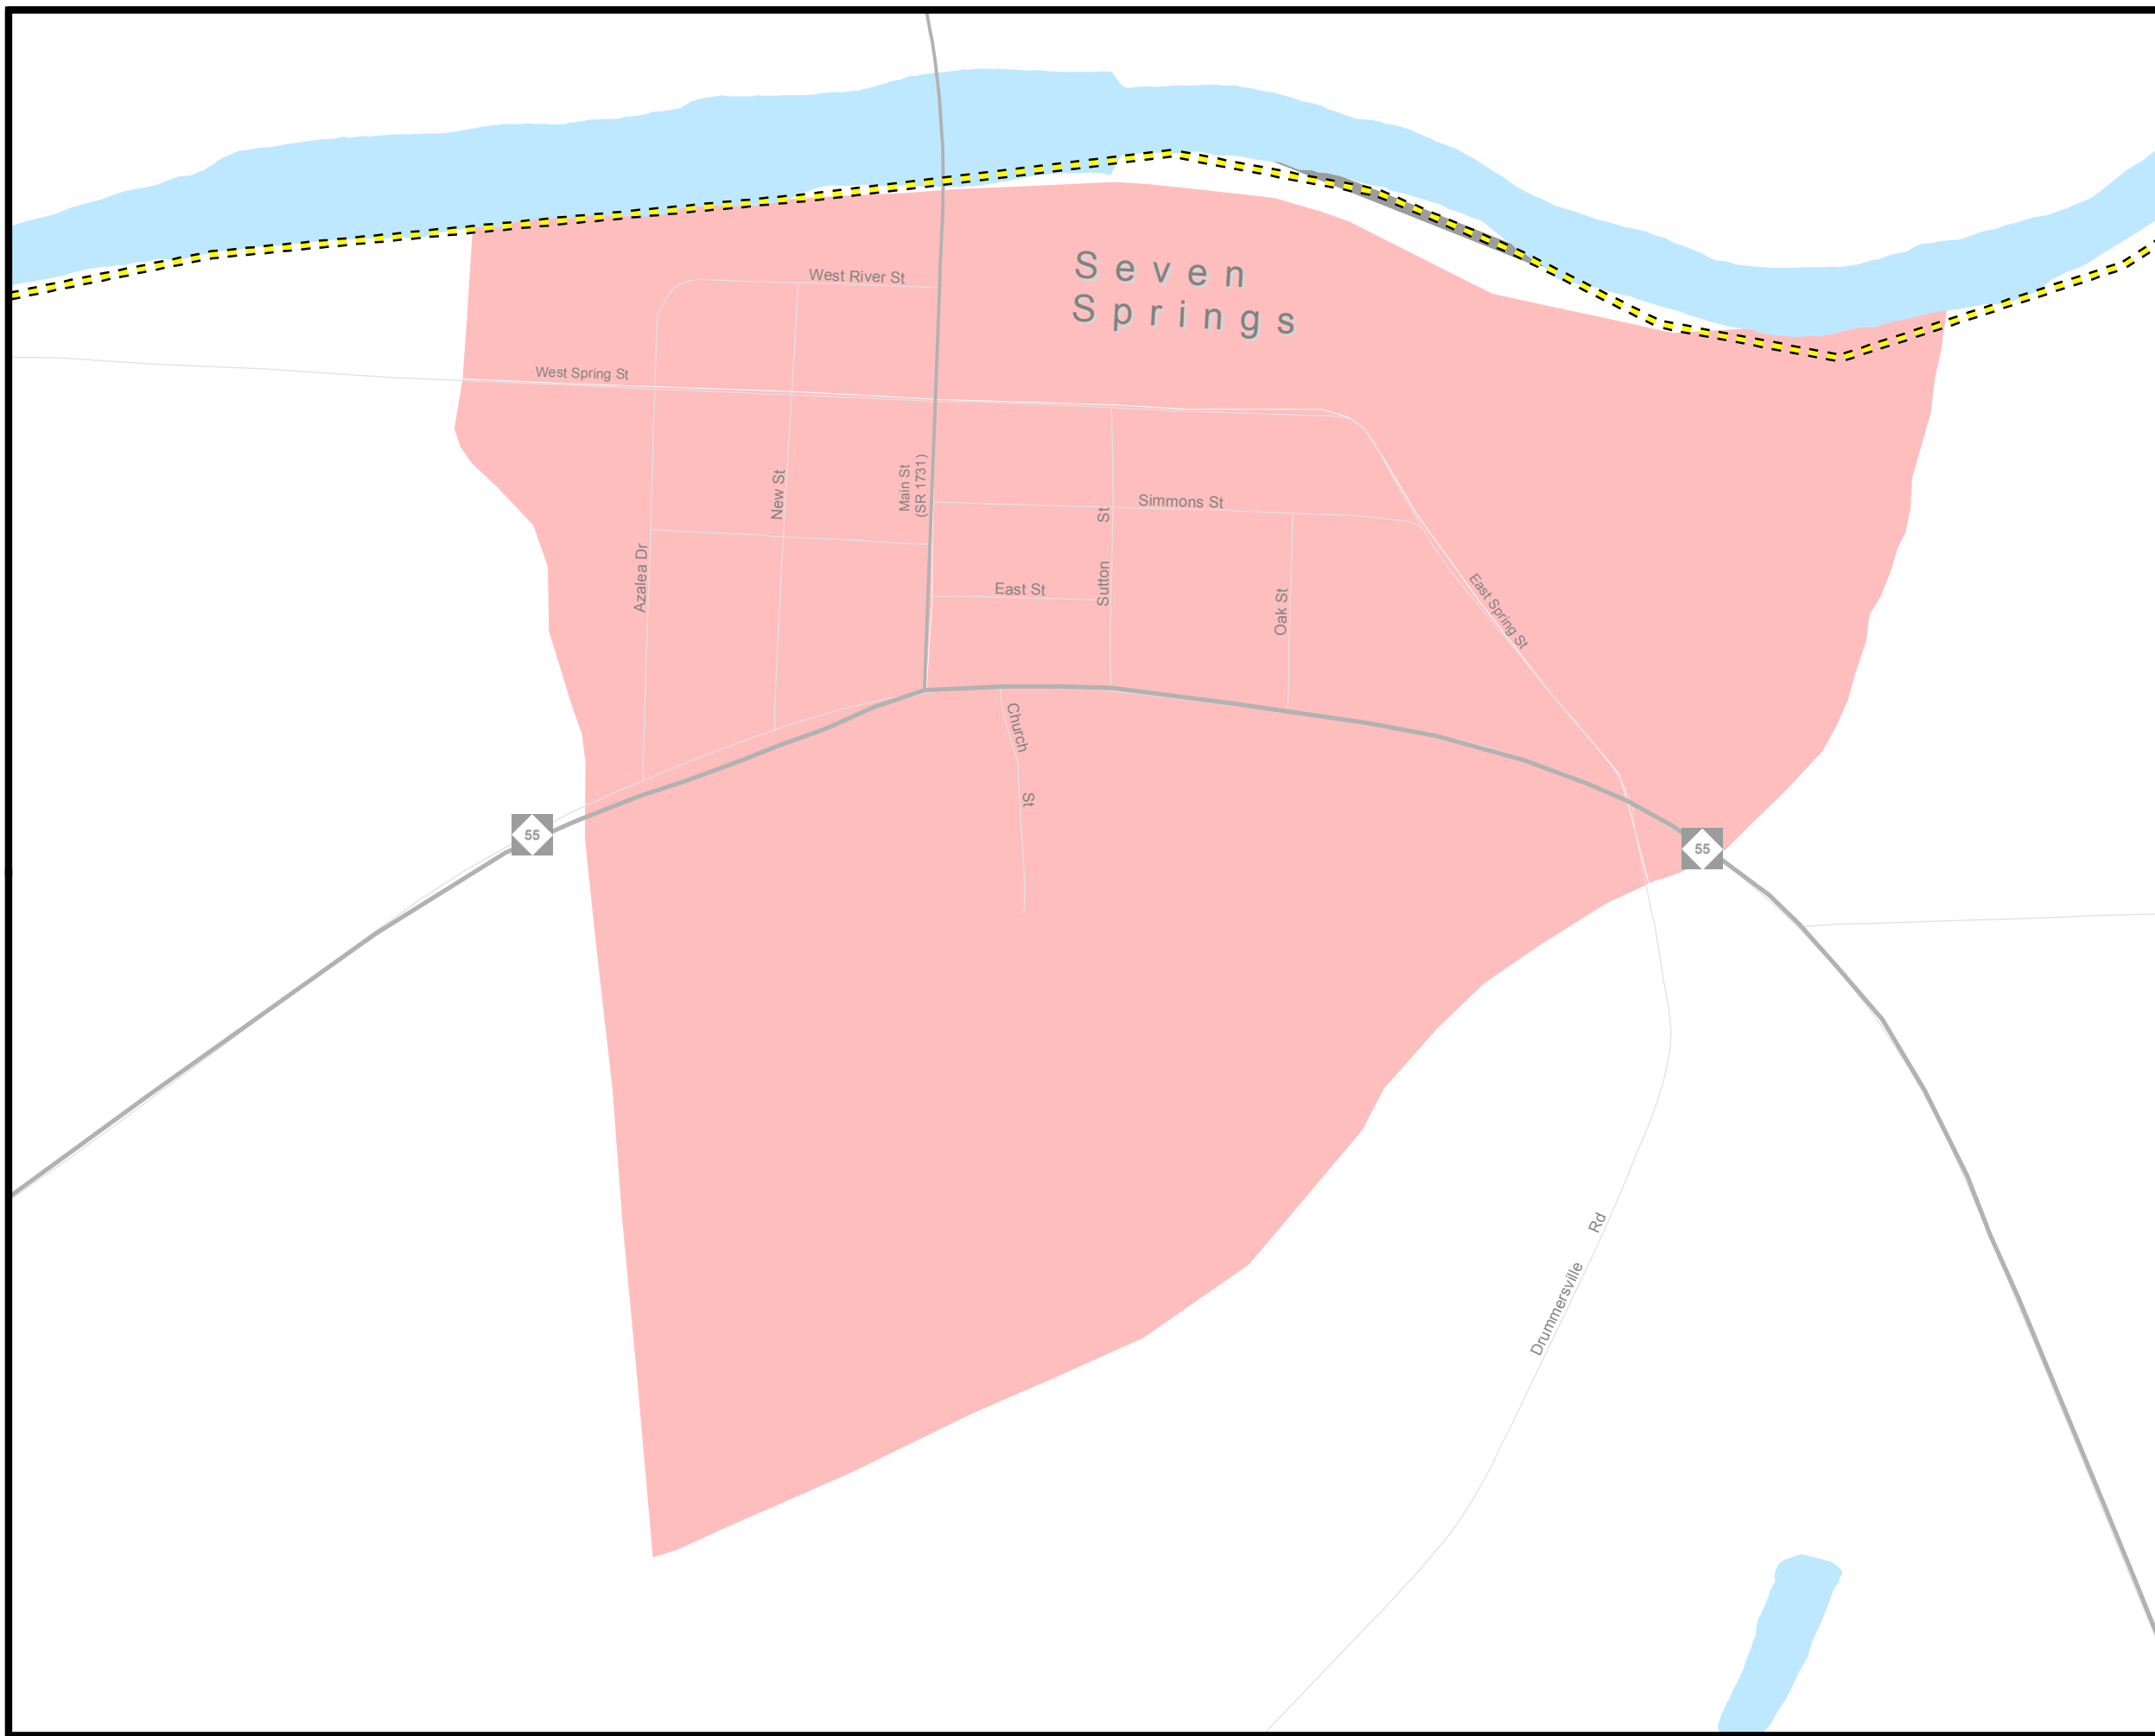 Seven
Springs
West River St
West Spring St
New St
Main St
(SR 1731)
Simmons St
Sutton St
Azalea Dr
East St
Oak St
East Spring St
Church St
55
55
Drummersville Rd